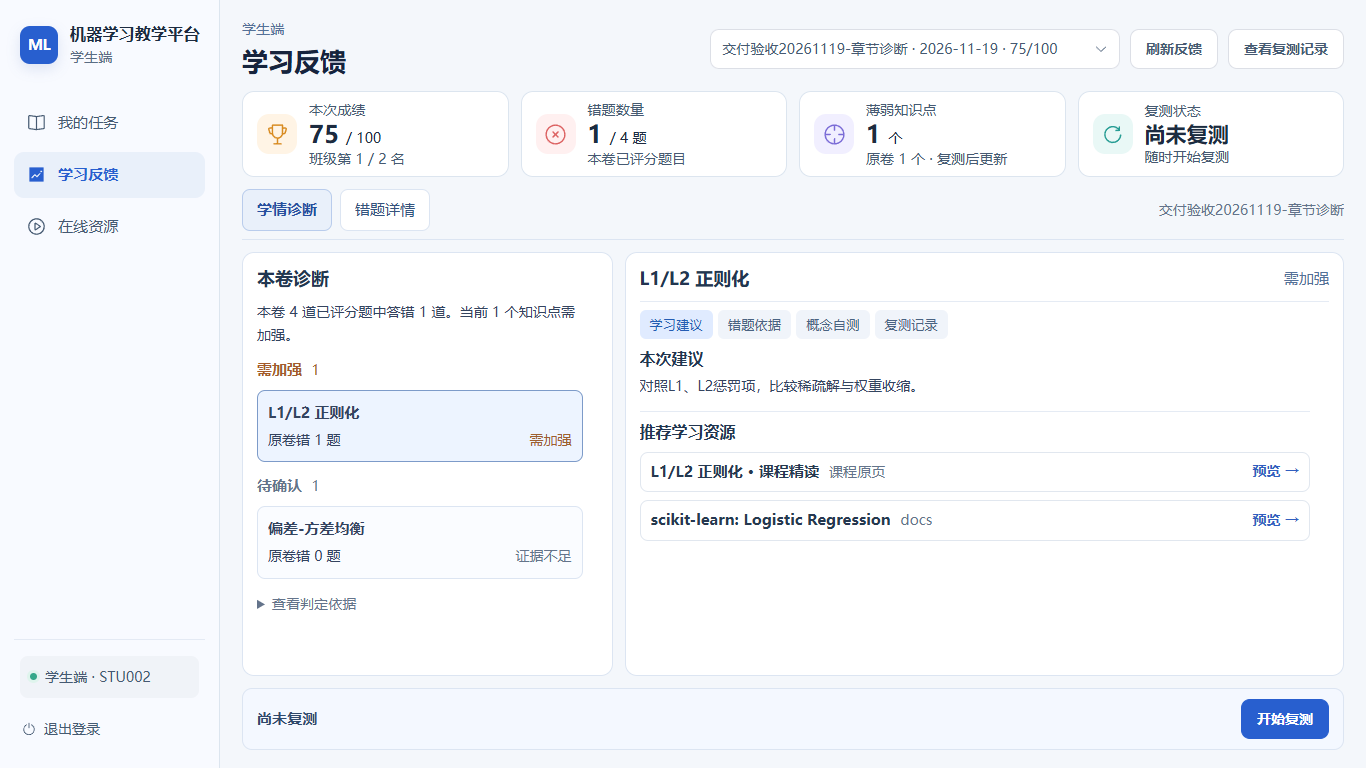 ML
机器学习教学平台
学生端
我的任务
学习反馈
在线资源
学生端 · STU002
退出登录
学生端
学习反馈
交付验收20261119-章节诊断 · 2026-11-19 · 75/100
刷新反馈
查看复测记录
本次成绩
75 / 100
班级第 1 / 2 名
错题数量
1 / 4 题
本卷已评分题目
薄弱知识点
1 个
原卷 1 个 · 复测后更新
复测状态
尚未复测
随时开始复测
学情诊断
错题详情
交付验收20261119-章节诊断
本卷诊断
本卷 4 道已评分题中答错 1 道。当前 1 个知识点需
加强。
需加强 1
L1/L2 正则化
原卷错 1 题
需加强
待确认 1
偏差-方差均衡
原卷错 0 题
证据不足
▶ 查看判定依据
L1/L2 正则化
需加强
学习建议
错题依据
概念自测
复测记录
本次建议
对照L1、L2惩罚项，比较稀疏解与权重收缩。
推荐学习资源
L1/L2 正则化 • 课程精读 课程原页
预览 →
scikit-learn: Logistic Regression docs
预览 →
尚未复测
开始复测